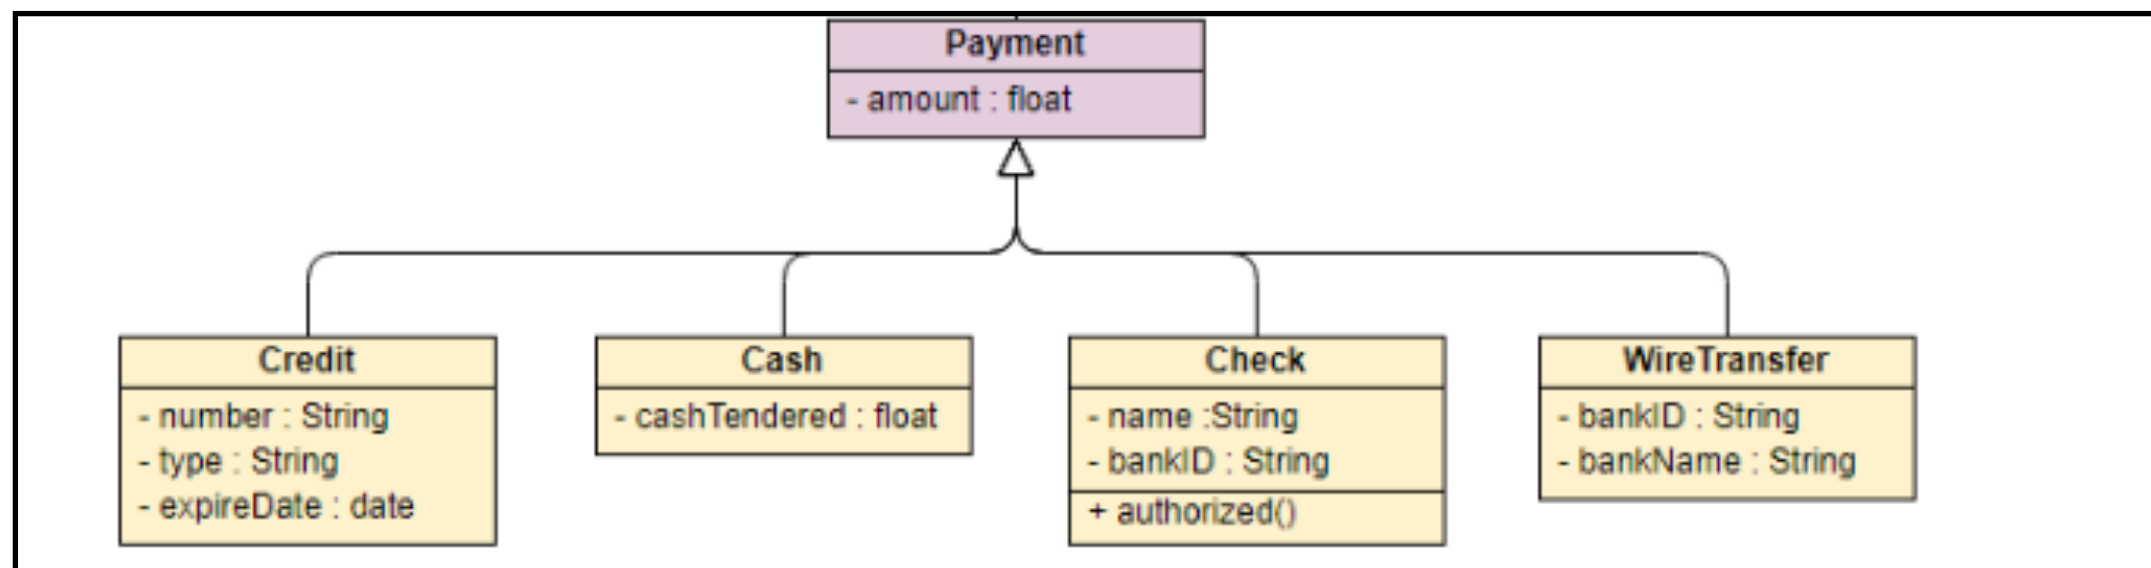 Payment
- amount : float
Credit
- number : String
- type : String
- expireDate : date
Cash
- cashTendered : float
Check
- name :String
- bankID : String
+ authorized()
WireTransfer
- bankID : String
- bankName : String